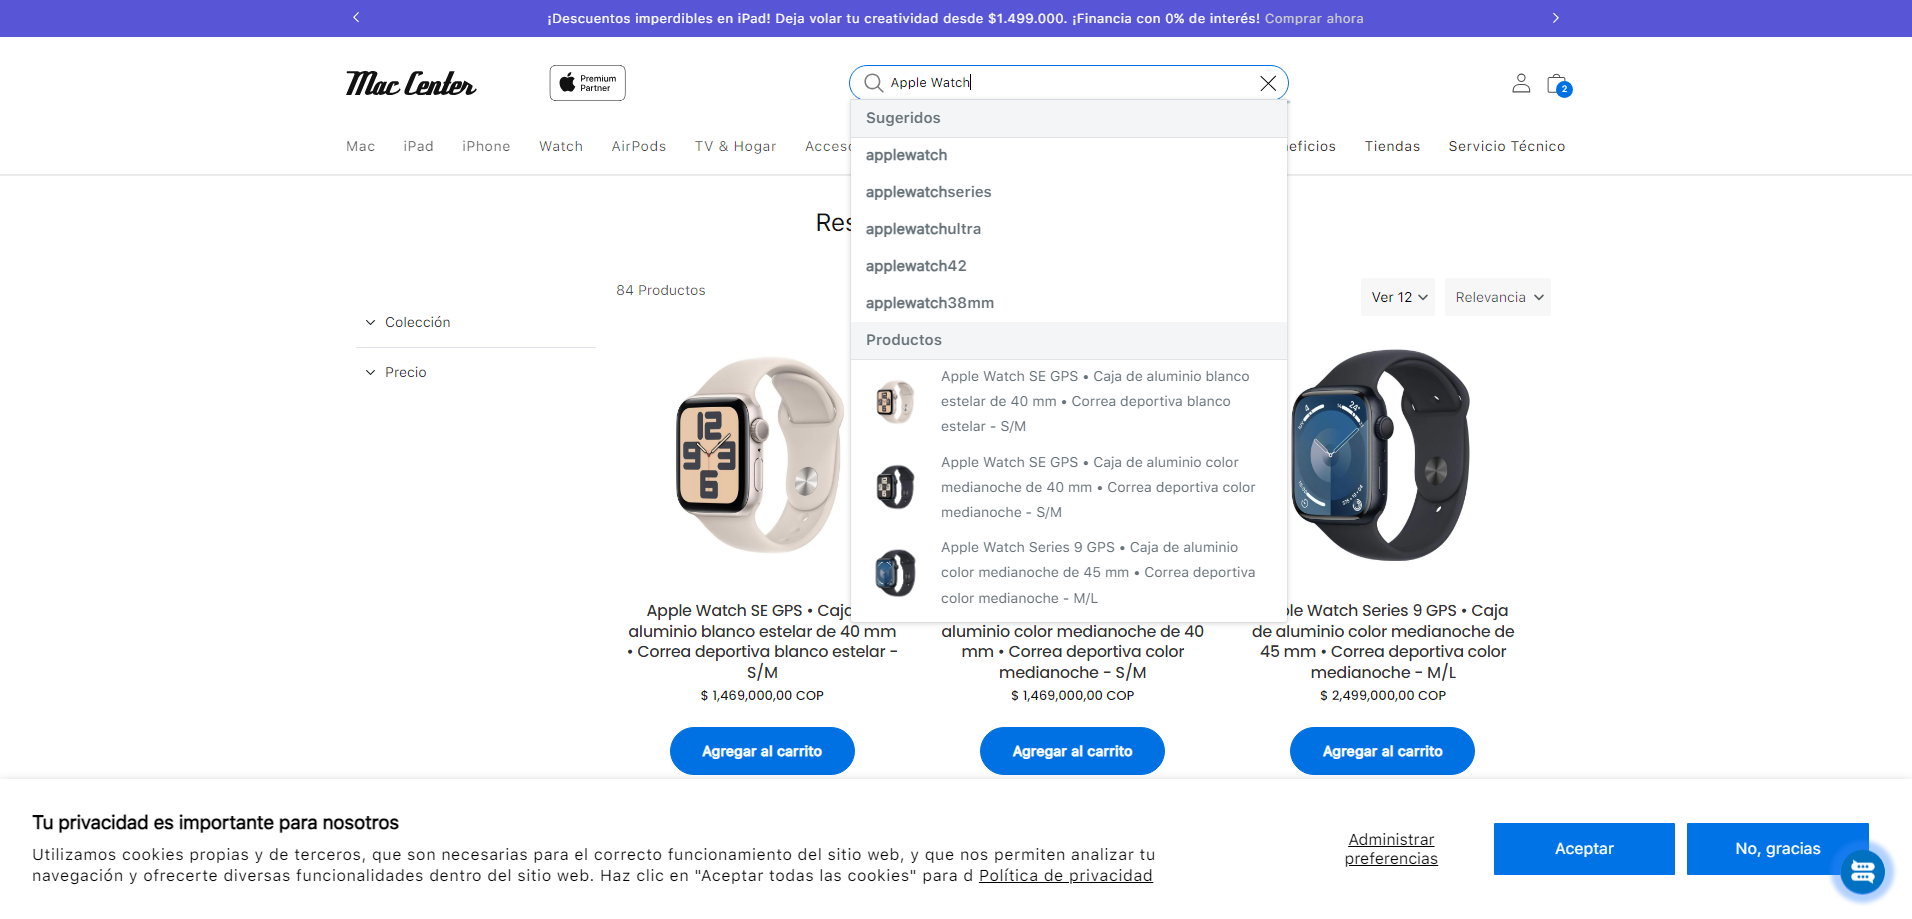 ¡Descuentos imperdibles en iPad! Deja volar tu creatividad desde $1.499.000. ¡Financia con 0% de interés! Comprar ahora
Mac Center
Premium
Partner
Apple Watch
2
Mac iPad iPhone Watch AirPods TV & Hogar Tiendas Servicio Técnico
Sugeridos
applewatch
applewatchseries
applewatchultra
applewatch42
applewatch38mm
Productos
Apple Watch SE GPS • Caja de aluminio blanco
estelar de 40 mm • Correa deportiva blanco
estelar - S/M
Apple Watch SE GPS • Caja de aluminio color
medianoche de 40 mm • Correa deportiva color
medianoche - S/M
Apple Watch Series 9 GPS • Caja de aluminio
color medianoche de 45 mm • Correa deportiva
color medianoche - M/L
84 Productos
Ver 12
Relevancia
Colección
Precio
Apple Watch SE GPS •
aluminio blanco estelar de 40 mm
• Correa deportiva blanco estelar -
S/M
$ 1,469,000,00 COP
Agregar al carrito
aluminio color medianoche de 40
mm • Correa deportiva color
medianoche - S/M
$ 1,469,000,00 COP
Agregar al carrito
Watch Series 9 GPS • Caja
de aluminio color medianoche de
45 mm • Correa deportiva color
medianoche - M/L
$ 2,499,000,00 COP
Agregar al carrito
Tu privacidad es importante para nosotros
Utilizamos cookies propias y de terceros, que son necesarias para el correcto funcionamiento del sitio web, y que nos permiten analizar tu
navegación y ofrecerte diversas funcionalidades dentro del sitio web. Haz clic en "Aceptar todas las cookies" para d Política de privacidad
Administrar
preferencias
Aceptar
No, gracias